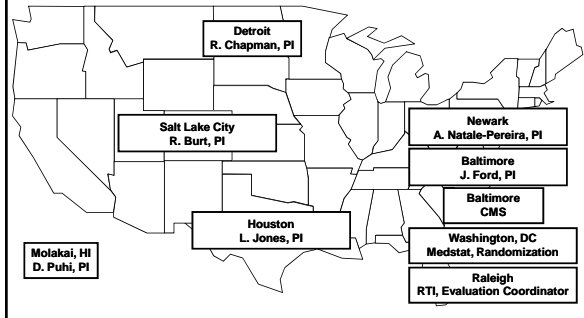 Detroit
R. Chapman, PI
Salt Lake City
R. Burt, PI
Newark
A. Natale-Pereira, PI
Baltimore
J. Ford, PI
Baltimore
CMS
Houston
L. Jones, PI
Washington, DC
Medstat, Randomization
Molakai, HI
D. Puhi, PI
Raleigh
RTI, Evaluation Coordinator